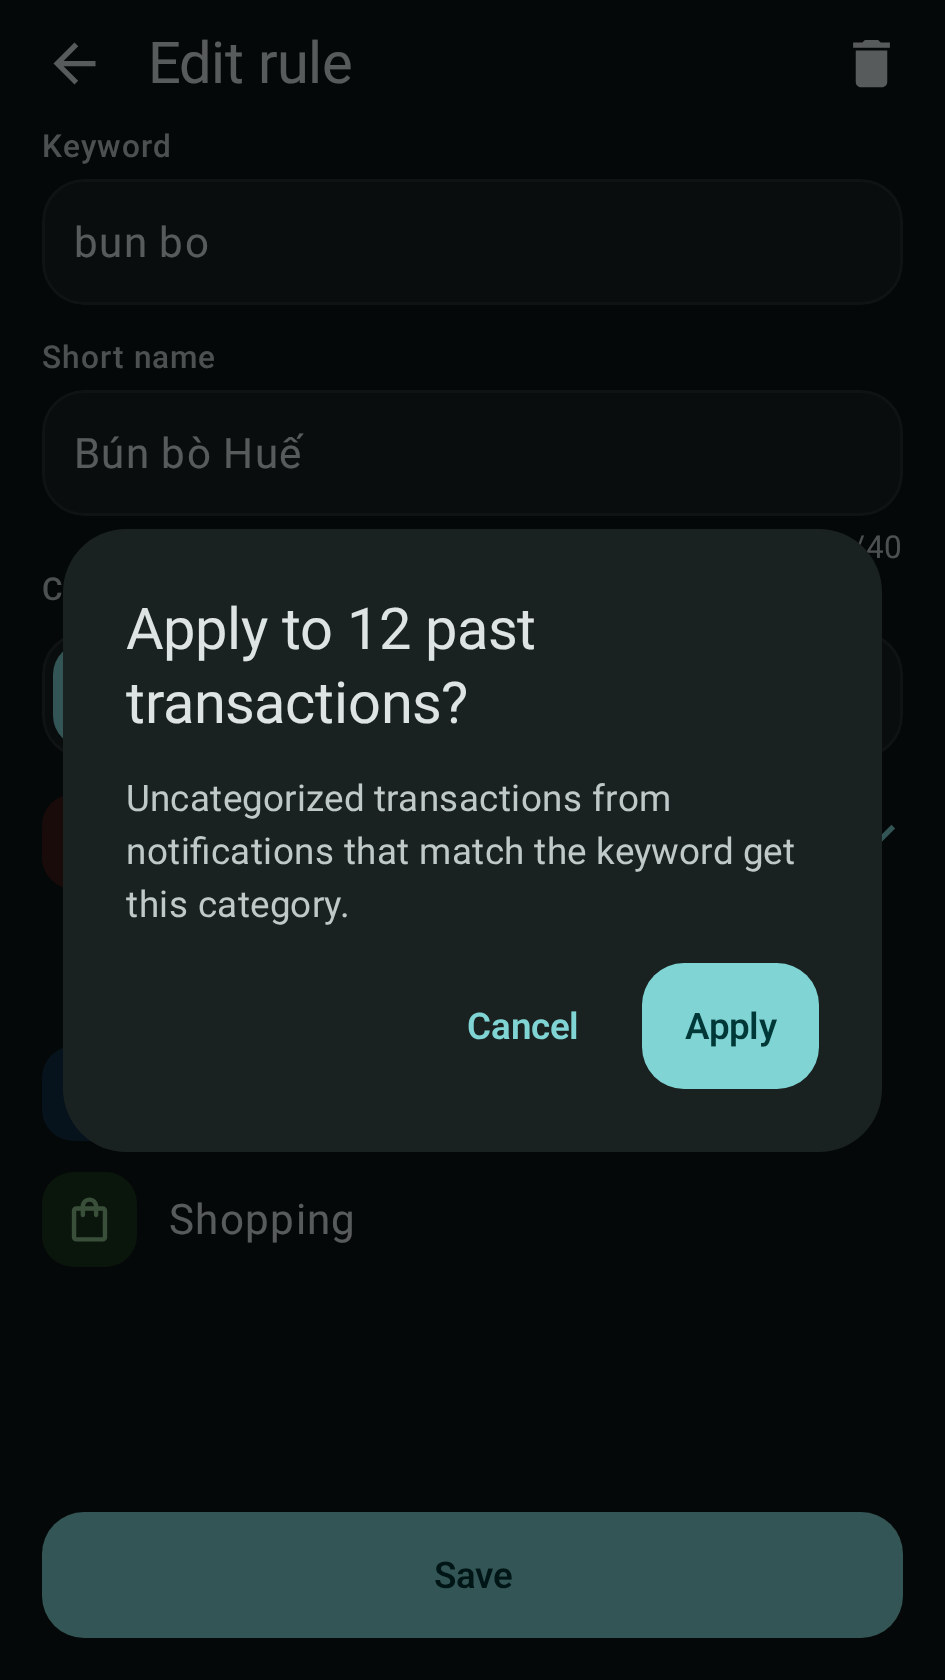 Edit rule
Keyword
bun bo
Short name
Bún bò Huế
/40
Apply to 12 past
transactions?
Uncategorized transactions from
notifications that match the keyword get
this category.
Cancel
Apply
Shopping
Save